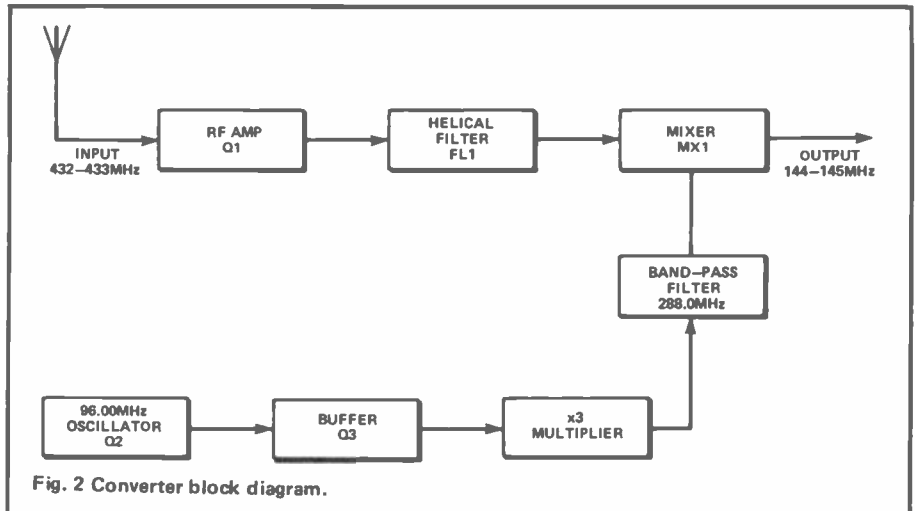 RF AMP
Q1
HELICAL
FILTER
FL1
MIXER
MX1
INPUT
432–433MHz
OUTPUT
144–145MHz
BAND–PASS
FILTER
288.0MHz
96.00MHz
OSCILLATOR
Q2
BUFFER
Q3
x3
MULTIPLIER
Fig. 2 Converter block diagram.